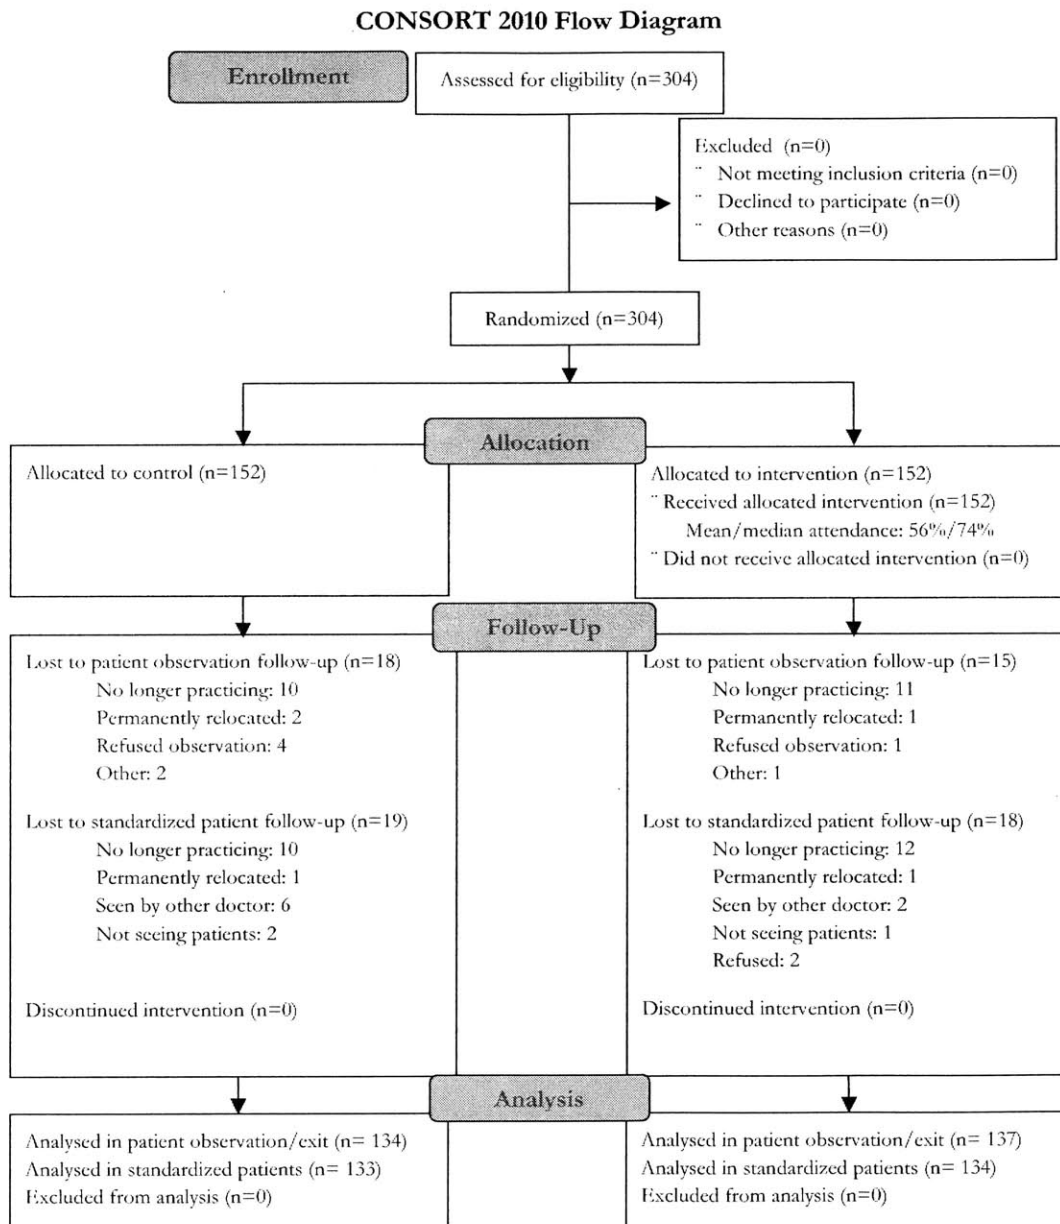 CONSORT 2010 Flow Diagram
Enrollment
Assessed for eligibility (n=304)
Excluded (n=0)
¨ Not meeting inclusion criteria (n=0)
¨ Declined to participate (n=0)
¨ Other reasons (n=0)
Randomized (n=304)
Allocation
Allocated to control (n=152)
Allocated to intervention (n=152)
¨ Received allocated intervention (n=152)
Mean/median attendance: 56%/74%
¨ Did not receive allocated intervention (n=0)
Follow-Up
Lost to patient observation follow-up (n=18)
No longer practicing: 10
Permanently relocated: 2
Refused observation: 4
Other: 2
Lost to standardized patient follow-up (n=19)
No longer practicing: 10
Permanently relocated: 1
Seen by other doctor: 6
Not seeing patients: 2
Discontinued intervention (n=0)
Lost to patient observation follow-up (n=15)
No longer practicing: 11
Permanently relocated: 1
Refused observation: 1
Other: 1
Lost to standardized patient follow-up (n=18)
No longer practicing: 12
Permanently relocated: 1
Seen by other doctor: 2
Not seeing patients: 1
Refused: 2
Discontinued intervention (n=0)
Analysis
Analysed in patient observation/exit (n= 134)
Analysed in standardized patients (n= 133)
Excluded from analysis (n=0)
Analysed in patient observation/exit (n= 137)
Analysed in standardized patients (n= 134)
Excluded from analysis (n=0)